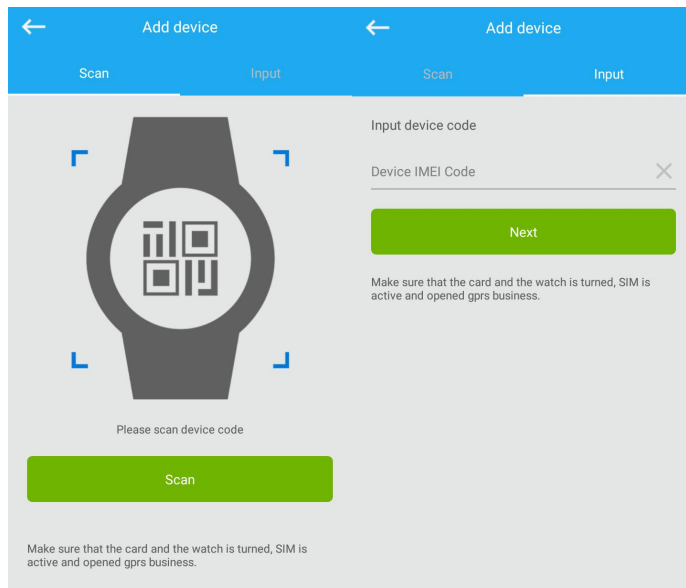 Add device
Scan
Input
Please scan device code
Scan
Make sure that the card and the watch is turned, SIM is
active and opened gprs business.
Add device
Scan
Input
Input device code
Device IMEI Code
Next
Make sure that the card and the watch is turned, SIM is
active and opened gprs business.